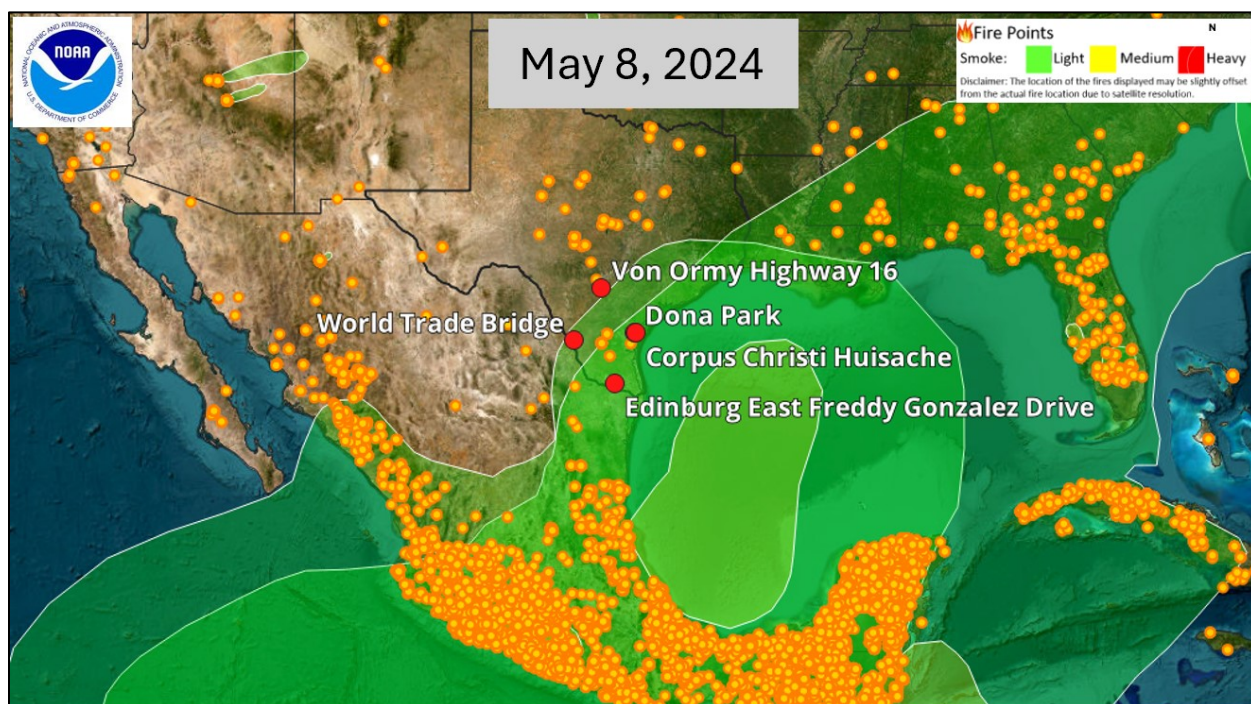 NATIONAL OCEANIC AND ATMOSPHERIC ADMINISTRATION
NOAA
U.S. DEPARTMENT OF COMMERCE
May 8, 2024
Fire Points
N
Smoke: Light Medium Heavy
Disclaimer: The location of the fires displayed may be slightly offset
from the actual fire location due to satellite resolution.
Von Ormy Highway 16
World Trade Bridge
Dona Park
Corpus Christi Huisache
Edinburg East Freddy Gonzalez Drive